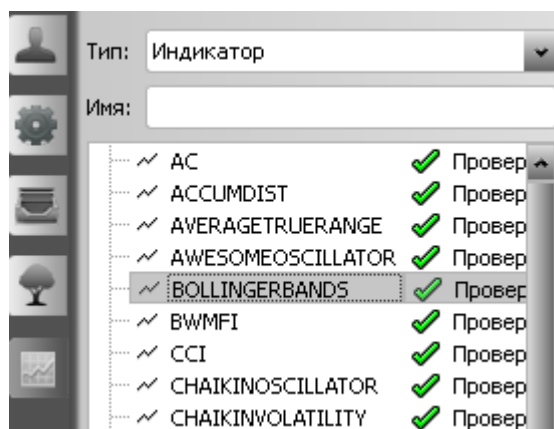 Тип: Индикатор
Имя:
AC Провер
ACCUMDIST Провер
AVERAGETRUERANGE Провер
AWESOMEOSCILLATOR Провер
BOLLINGERBANDS Провер
BWMFI Провер
CCI Провер
CHAIKINOSCILLATOR Провер
CHAIKINVOLATILITY Провер